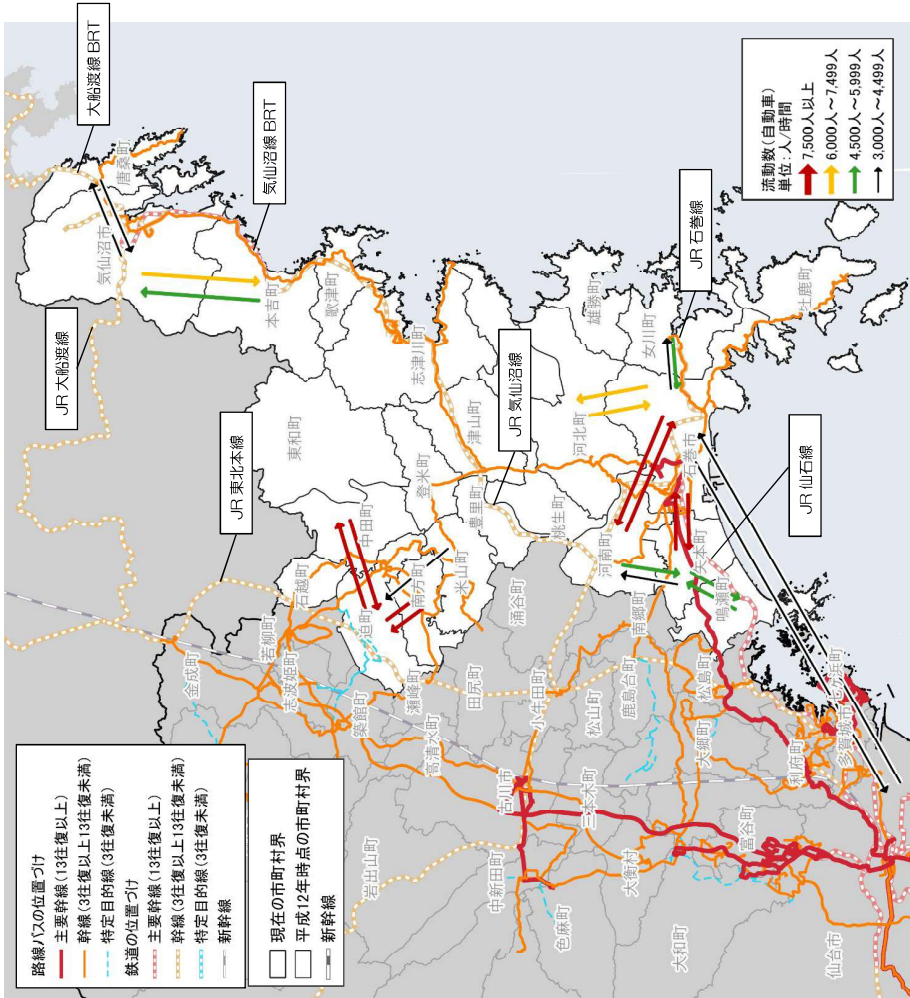 路線バスの位置づけ
主要幹線（13往復以上）
幹線（3往復以上13往復未満）
特定目的線（3往復未満）
鉄道の位置づけ
主要幹線（13往復以上）
幹線（3往復以上13往復未満）
特定目的線（3往復未満）
新幹線
現在の市町村界
平成12年時点の市町村界
新幹線
流動数（自動車）
単位：人/時間
7,500人以上
6,000人～7,499人
4,500人～5,999人
3,000人～4,499人
大船渡線 BRT
気仙沼線 BRT
JR 大船渡線
JR 東北本線
JR 気仙沼線
JR 石巻線
JR 仙石線
唐桑町
気仙沼市
本吉町
歌津町
志津川町
東和町
津山町
登米町
豊里町
中田町
南方町
米山町
迫町
石越町
若柳町
金成町
志波姫町
築館町
瀬峰町
高清水町
田尻町
涌谷町
桃生町
河北町
雄勝町
女川町
牡鹿町
石巻市
河南町
矢本町
鳴瀬町
南郷町
小牛田町
鹿島台町
松山町
松島町
大郷町
利府町
多賀城市
七ヶ浜町
古川市
三本木町
岩出山町
中新田町
色麻町
大衡村
大和町
富谷町
仙台市